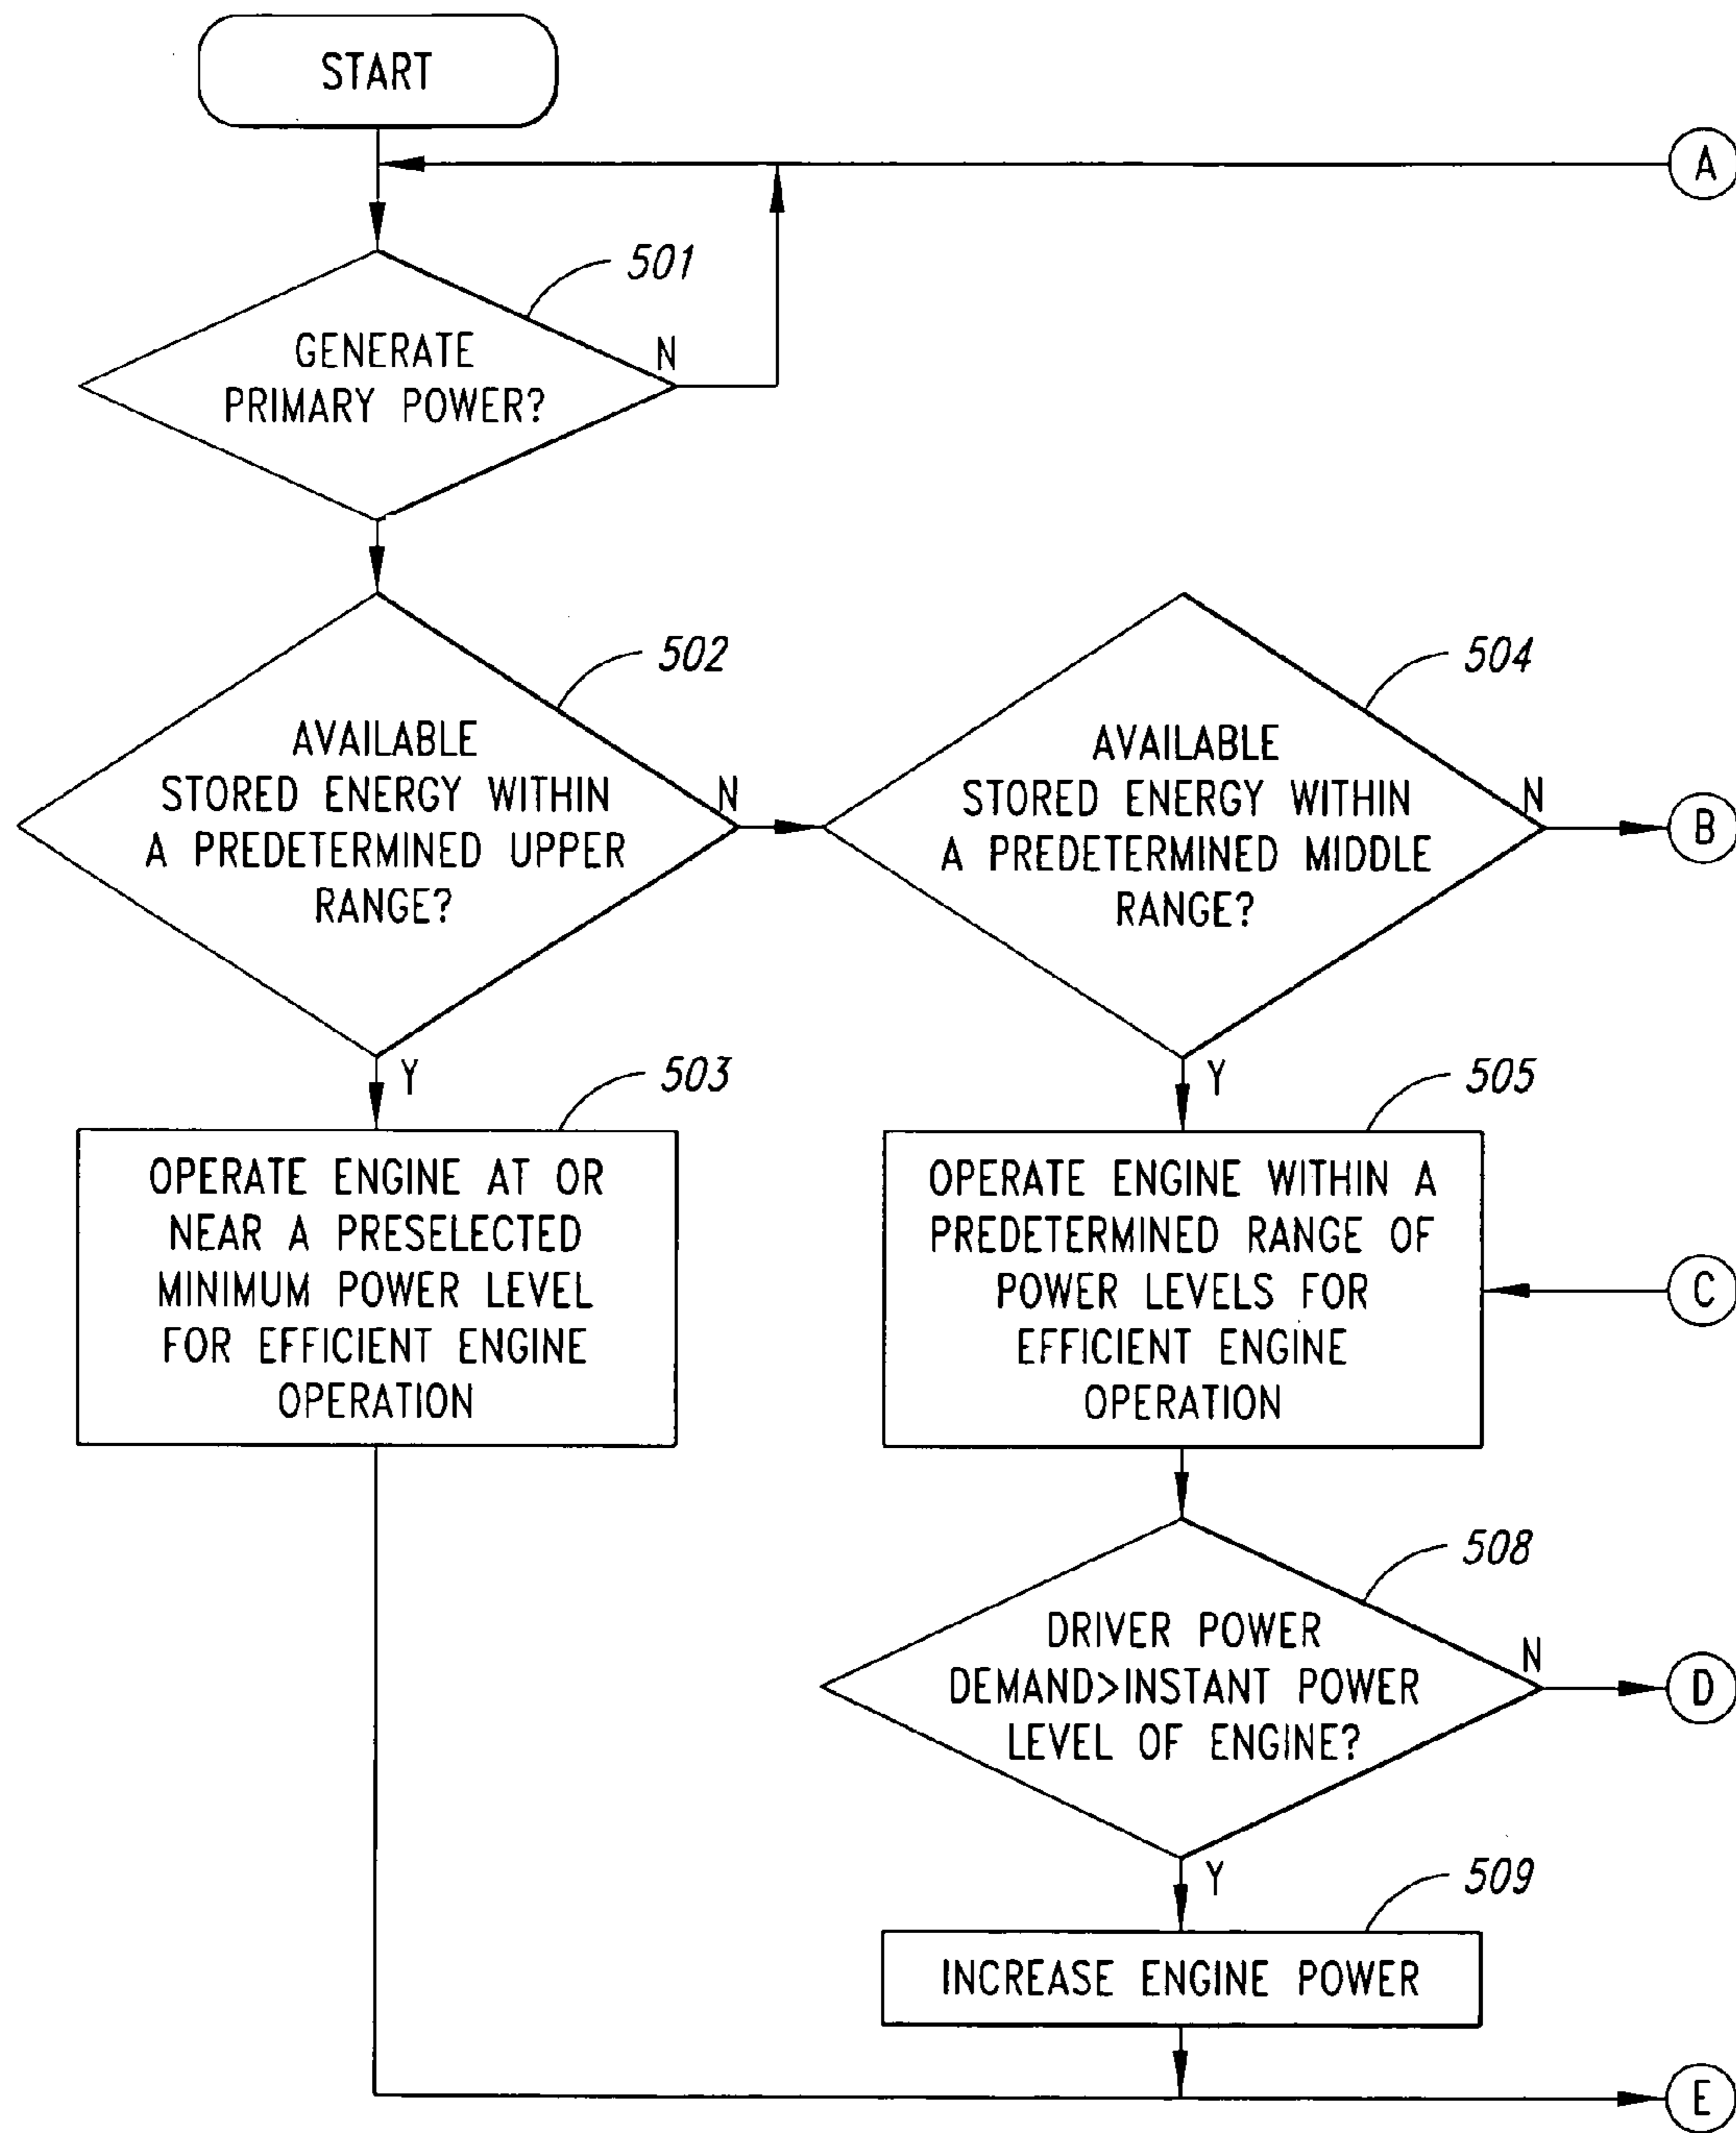 START
A
501
GENERATE
PRIMARY POWER?
N
502
AVAILABLE
STORED ENERGY WITHIN
A PREDETERMINED UPPER
RANGE?
N
Y
504
AVAILABLE
STORED ENERGY WITHIN
A PREDETERMINED MIDDLE
RANGE?
N
B
Y
503
OPERATE ENGINE AT OR
NEAR A PRESELECTED
MINIMUM POWER LEVEL
FOR EFFICIENT ENGINE
OPERATION
505
OPERATE ENGINE WITHIN A
PREDETERMINED RANGE OF
POWER LEVELS FOR
EFFICIENT ENGINE
OPERATION
C
508
DRIVER POWER
DEMAND>INSTANT POWER
LEVEL OF ENGINE?
N
D
Y
509
INCREASE ENGINE POWER
E